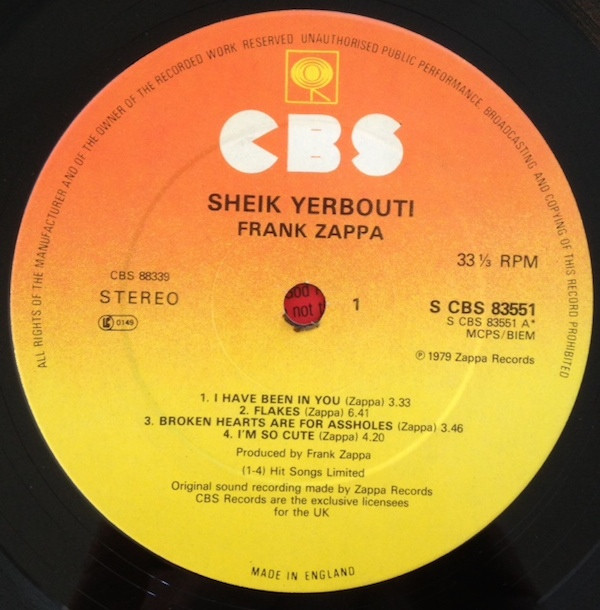 ALL RIGHTS OF THE MANUFACTURER AND OF THE OWNER OF THE RECORDED WORK RESERVED UNAUTHORISED PUBLIC PERFORMANCE, BROADCASTING AND COPYING OF THIS RECORD PROHIBITED
CBS
SHEIK YERBOUTI
FRANK ZAPPA
33 ⅓ RPM
CBS 88339
STEREO
LC 0149
not
1
S CBS 83551
S CBS 83551 A*
MCPS/BIEM
℗ 1979 Zappa Records
1. I HAVE BEEN IN YOU (Zappa) 3.33
2. FLAKES (Zappa) 6.41
3. BROKEN HEARTS ARE FOR ASSHOLES (Zappa) 3.46
4. I'M SO CUTE (Zappa) 4.20
Produced by Frank Zappa
(1-4) Hit Songs Limited
Original sound recording made by Zappa Records
CBS Records are the exclusive licensees
for the UK
MADE IN ENGLAND